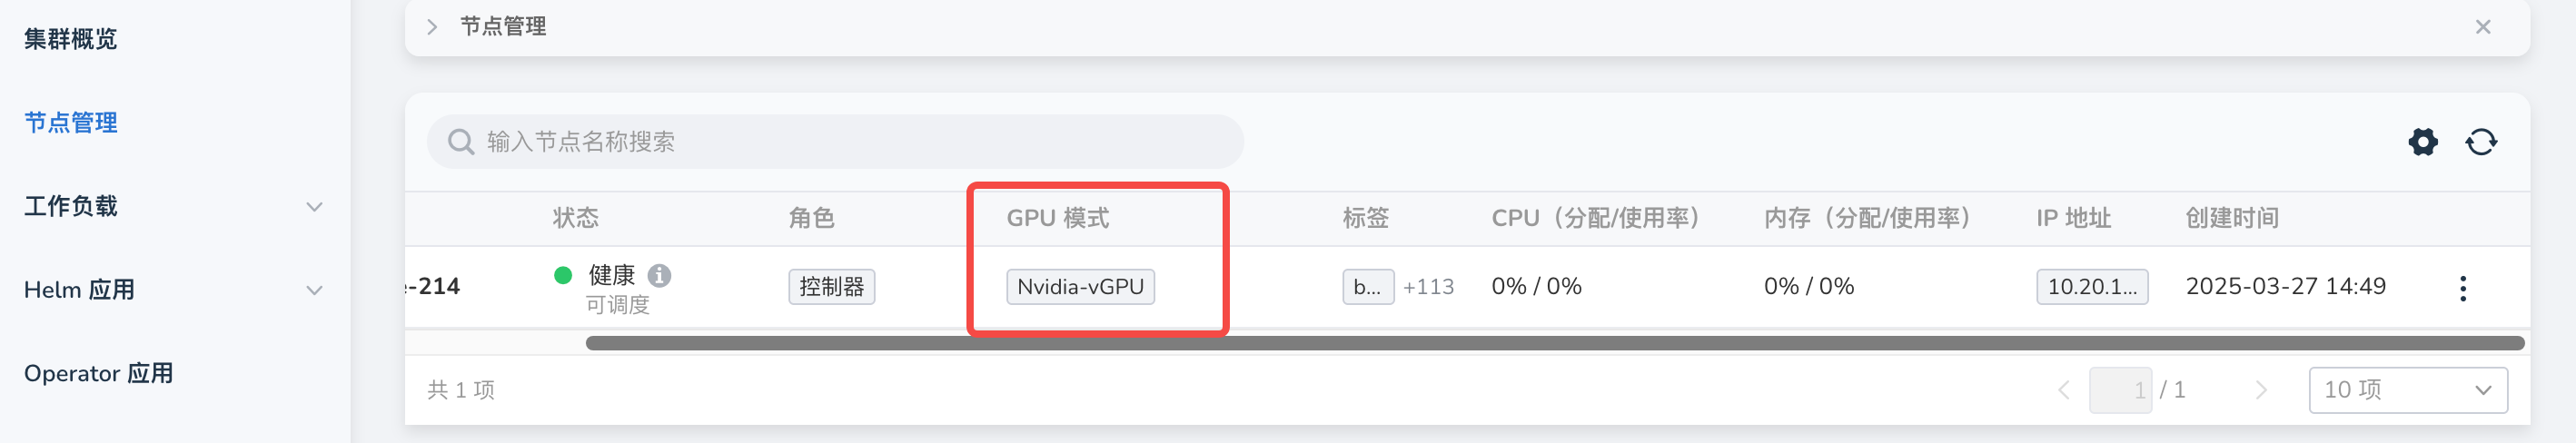 集群概览
节点管理
工作负载
Helm 应用
Operator 应用
节点管理
输入节点名称搜索
状态 角色 GPU 模式 标签 CPU（分配/使用率） 内存（分配/使用率） IP 地址 创建时间
-214 健康 控制器 Nvidia-vGPU b... +113 0% / 0% 0% / 0% 10.20.1... 2025-03-27 14:49
可调度
共 1 项 1 / 1 10 项